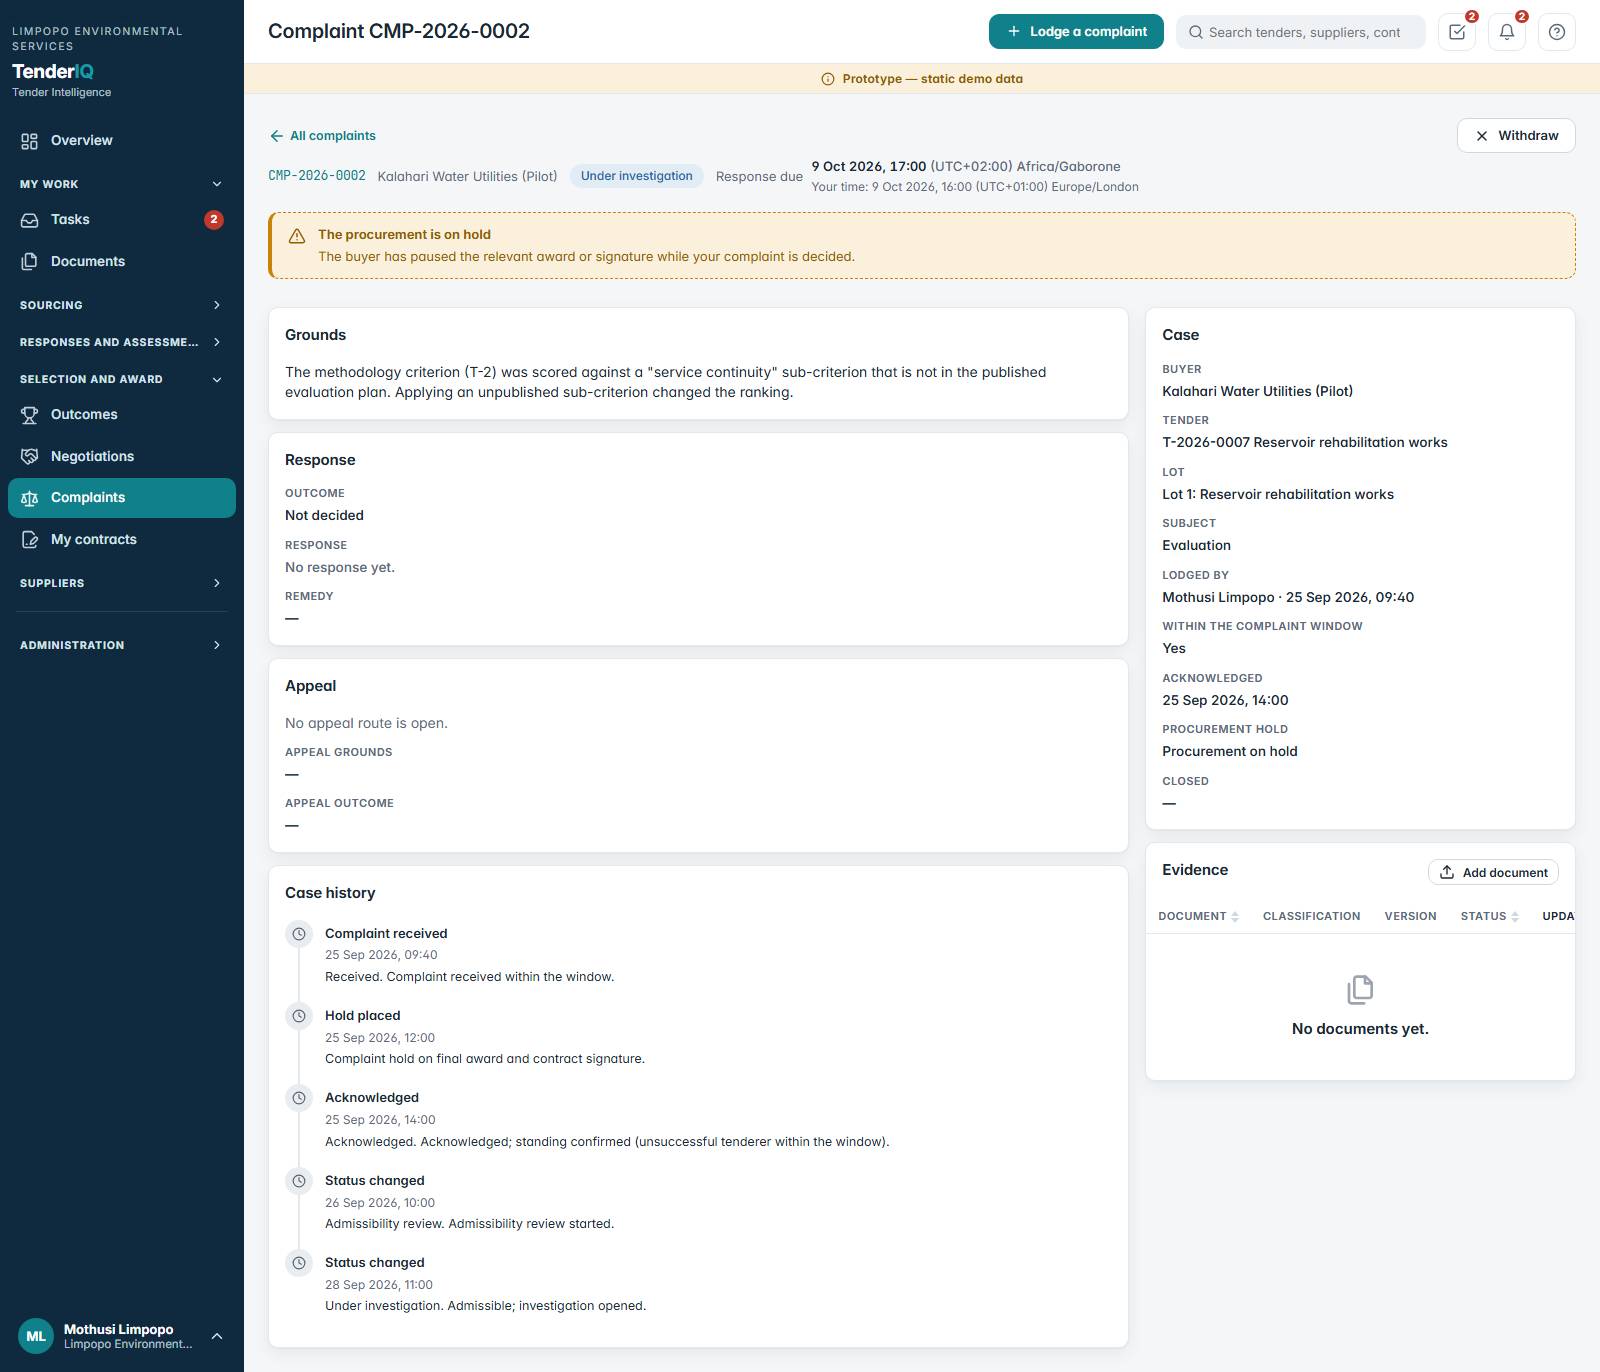 LIMPOPO ENVIRONMENTAL
SERVICES
TenderIQ
Tender Intelligence
Overview
MY WORK
Tasks
2
Documents
SOURCING
RESPONSES AND ASSESSME...
SELECTION AND AWARD
Outcomes
Negotiations
Complaints
My contracts
SUPPLIERS
ADMINISTRATION
ML
Mothusi Limpopo
Limpopo Environment...
Complaint CMP-2026-0002
Lodge a complaint
Search tenders, suppliers, cont
2
2
Prototype — static demo data
All complaints
Withdraw
CMP-2026-0002 Kalahari Water Utilities (Pilot) Under investigation Response due 9 Oct 2026, 17:00 (UTC+02:00) Africa/Gaborone
Your time: 9 Oct 2026, 16:00 (UTC+01:00) Europe/London
The procurement is on hold
The buyer has paused the relevant award or signature while your complaint is decided.
Grounds
The methodology criterion (T-2) was scored against a "service continuity" sub-criterion that is not in the published
evaluation plan. Applying an unpublished sub-criterion changed the ranking.
Response
OUTCOME
Not decided
RESPONSE
No response yet.
REMEDY
—
Appeal
No appeal route is open.
APPEAL GROUNDS
—
APPEAL OUTCOME
—
Case history
Complaint received
25 Sep 2026, 09:40
Received. Complaint received within the window.
Hold placed
25 Sep 2026, 12:00
Complaint hold on final award and contract signature.
Acknowledged
25 Sep 2026, 14:00
Acknowledged. Acknowledged; standing confirmed (unsuccessful tenderer within the window).
Status changed
26 Sep 2026, 10:00
Admissibility review. Admissibility review started.
Status changed
28 Sep 2026, 11:00
Under investigation. Admissible; investigation opened.
Case
BUYER
Kalahari Water Utilities (Pilot)
TENDER
T-2026-0007 Reservoir rehabilitation works
LOT
Lot 1: Reservoir rehabilitation works
SUBJECT
Evaluation
LODGED BY
Mothusi Limpopo · 25 Sep 2026, 09:40
WITHIN THE COMPLAINT WINDOW
Yes
ACKNOWLEDGED
25 Sep 2026, 14:00
PROCUREMENT HOLD
Procurement on hold
CLOSED
—
Evidence
Add document
DOCUMENT CLASSIFICATION VERSION STATUS UPDA
No documents yet.